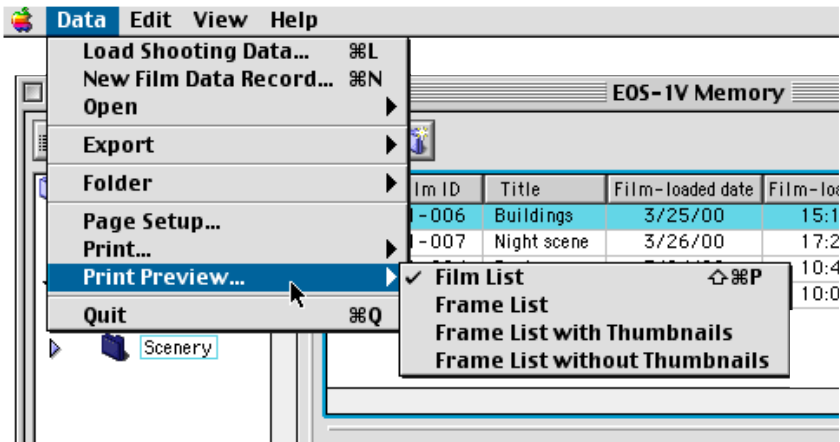 Data Edit View Help
Load Shooting Data... ⌘L
New Film Data Record... ⌘N
Open
Export
Folder
Page Setup...
Print...
Print Preview...
Quit ⌘Q
Film List ⇧⌘P
Frame List
Frame List with Thumbnails
Frame List without Thumbnails
EOS-1V Memory
lm ID Title Film-loaded date Film-loa
-006 Buildings 3/25/00 15:1
-007 Night scene 3/26/00 17:2
10:4
10:0
Scenery